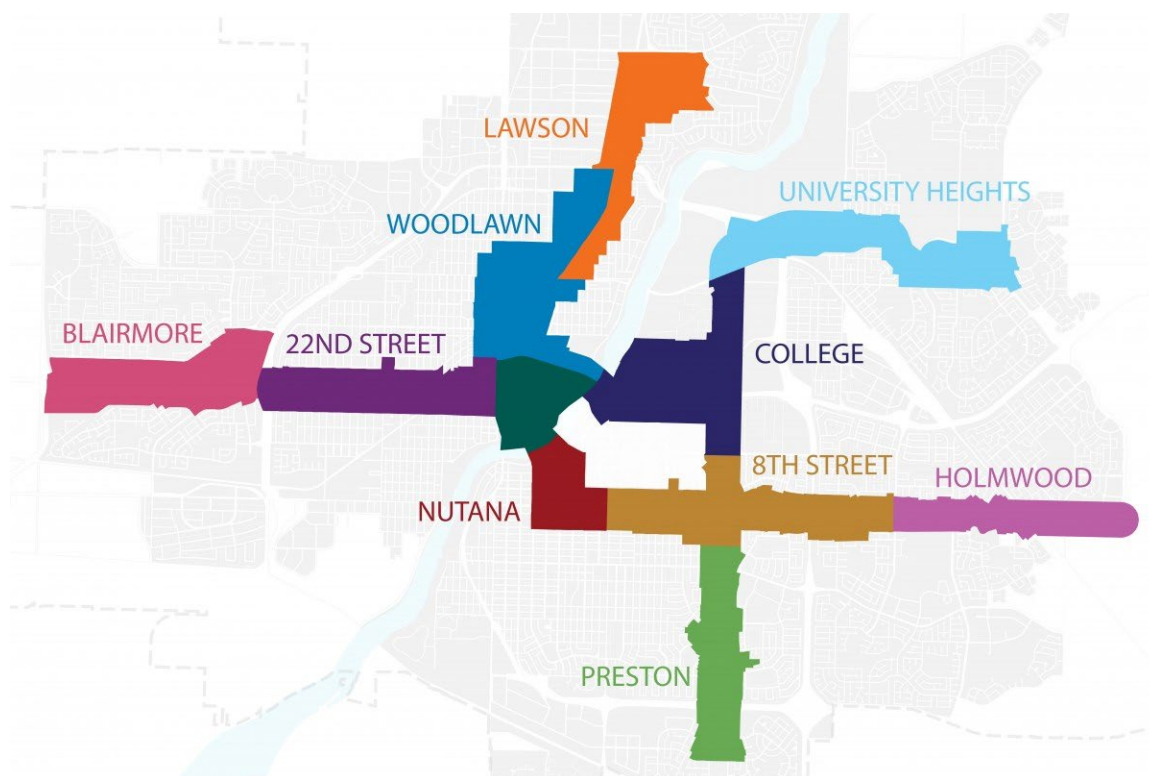 LAWSON
UNIVERSITY HEIGHTS
WOODLAWN
BLAIRMORE
22ND STREET
COLLEGE
8TH STREET
HOLMWOOD
NUTANA
PRESTON